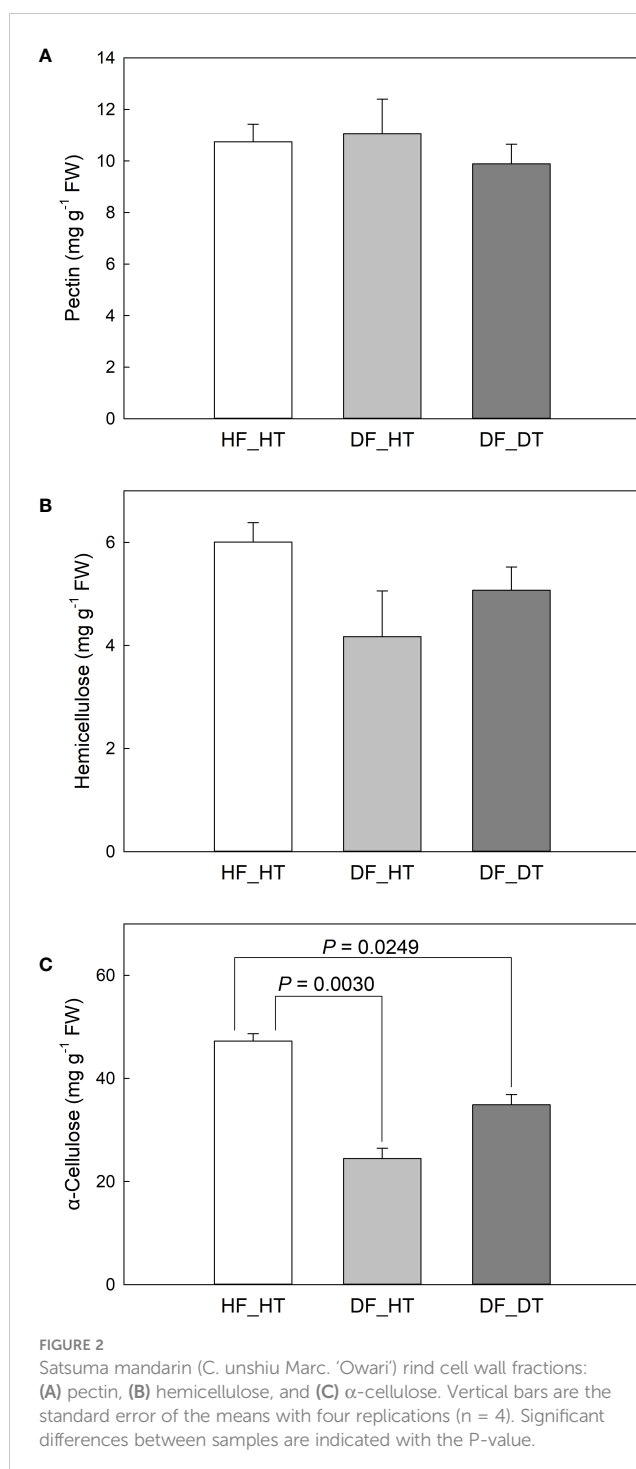 A
14
12
10
8
6
4
2
0
Pectin (mg g⁻¹ FW)
HF_HT DF_HT DF_DT
B
6
4
2
0
Hemicellulose (mg g⁻¹ FW)
HF_HT DF_HT DF_DT
C
P = 0.0249
P = 0.0030
60
40
20
0
α-Cellulose (mg g⁻¹ FW)
HF_HT DF_HT DF_DT
FIGURE 2
Satsuma mandarin (C. unshiu Marc. ‘Owari’) rind cell wall fractions:
(A) pectin, (B) hemicellulose, and (C) α-cellulose. Vertical bars are the
standard error of the means with four replications (n = 4). Significant
differences between samples are indicated with the P-value.